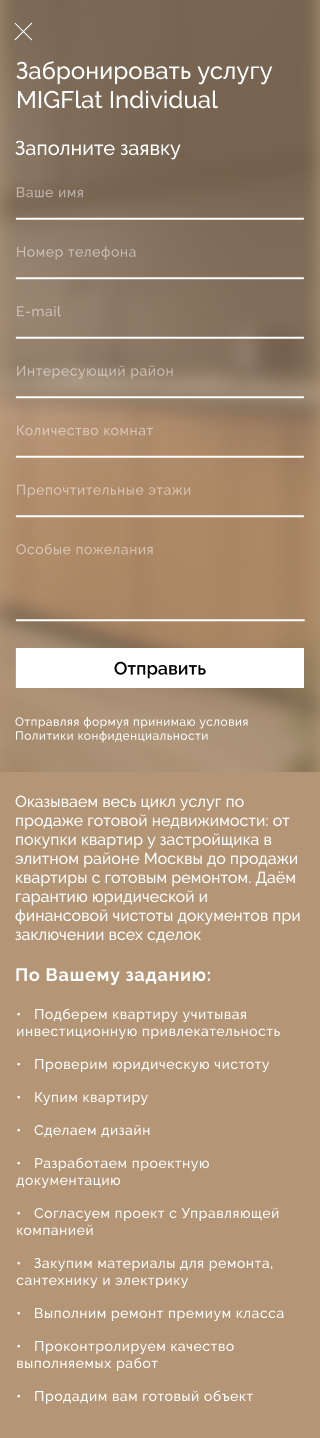 Забронировать услугу
MIGFlat Individual
Заполните заявку
Ваше имя
Номер телефона
E-mail
Интересующий район
Количество комнат
Препочтительные этажи
Особые пожелания
Отправить
Отправляя формуя принимаю условия
Политики конфиденциальности
Оказываем весь цикл услуг по
продаже готовой недвижимости: от
покупки квартир у застройщика в
элитном районе Москвы до продажи
квартиры с готовым ремонтом. Даём
гарантию юридической и
финансовой чистоты документов при
заключении всех сделок
По Вашему заданию:
• Подберем квартиру учитывая
инвестиционную привлекательность
• Проверим юридическую чистоту
• Купим квартиру
• Сделаем дизайн
• Разработаем проектную
документацию
• Согласуем проект с Управляющей
компанией
• Закупим материалы для ремонта,
сантехнику и электрику
• Выполним ремонт премиум класса
• Проконтролируем качество
выполняемых работ
• Продадим вам готовый объект